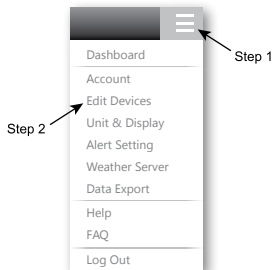 Step 1
Dashboard
Account
Edit Devices
Step 2
Unit & Display
Alert Setting
Weather Server
Data Export
Help
FAQ
Log Out